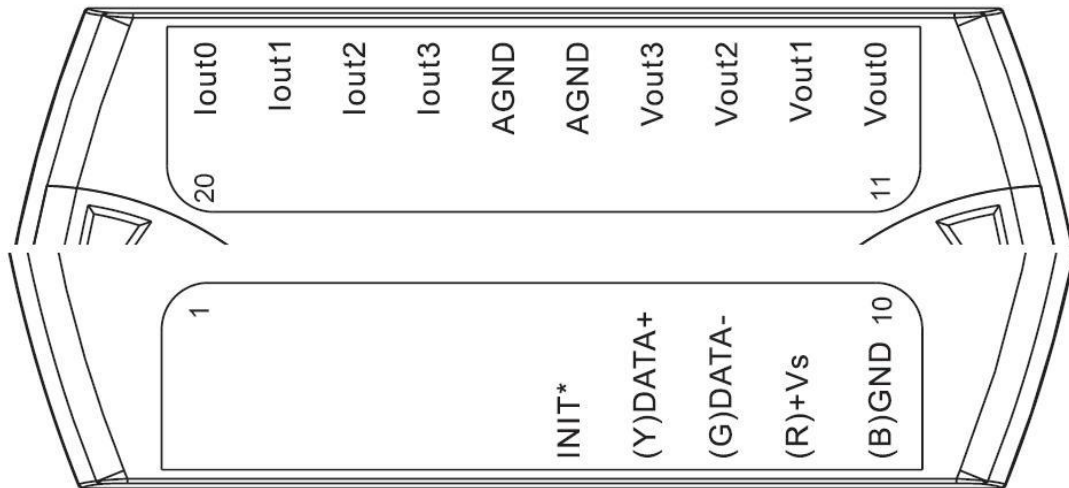 Iout0
Iout1
Iout2
Iout3
AGND
AGND
Vout3
Vout2
Vout1
Vout0
20
11
1
INIT*
(Y)DATA+
(G)DATA-
(R)+Vs
(B)GND 10